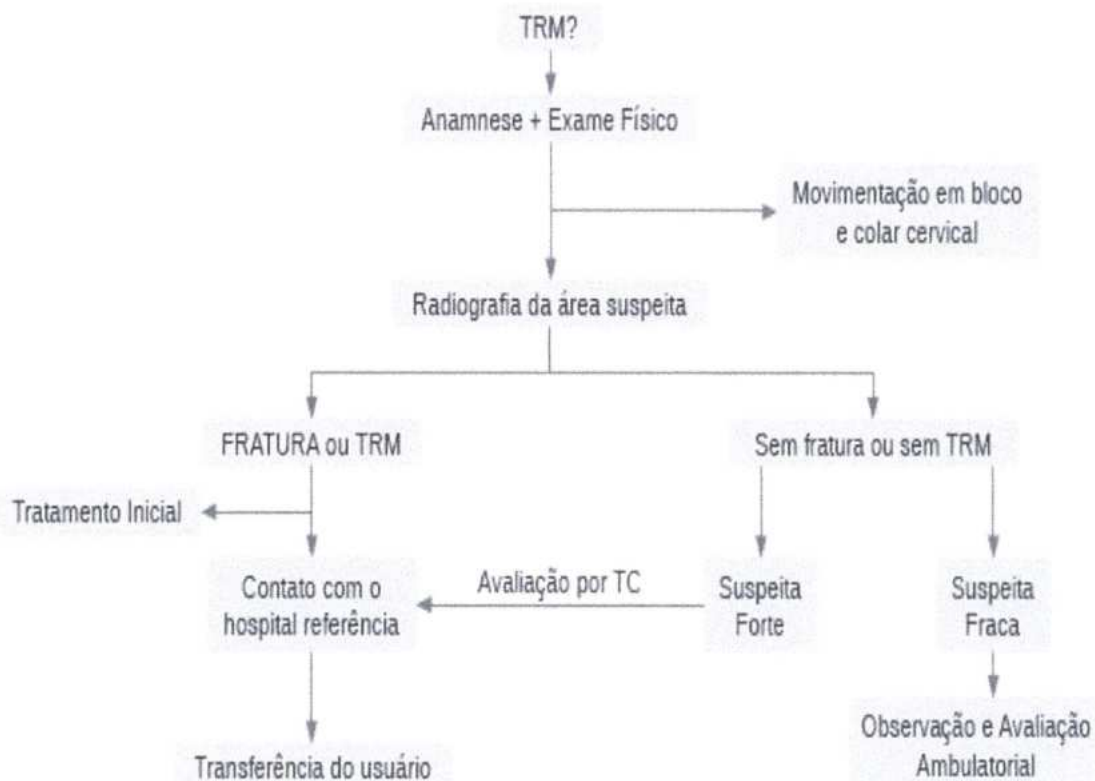 TRM?
Anamnese + Exame Físico
Movimentação em bloco
e colar cervical
Radiografia da área suspeita
FRATURA ou TRM
Sem fratura ou sem TRM
Tratamento Inicial
Contato com o
hospital referência
Avaliação por TC
Suspeita
Forte
Suspeita
Fraca
Transferência do usuário
Observação e Avaliação
Ambulatorial